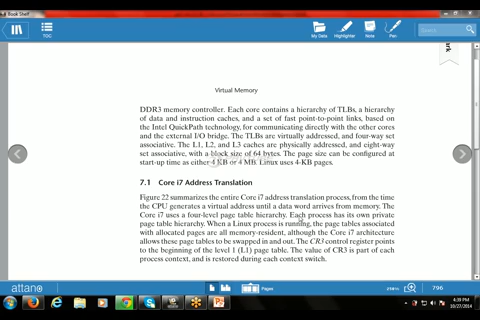 Book Shelf
TOC
My Data
Highlighter
Note
Pen
Search
ark
Virtual Memory
DDR3 memory controller. Each core contains a hierarchy of TLBs, a hierarchy
of data and instruction caches, and a set of fast point-to-point links, based
on the Intel QuickPath technology, for communicating directly with the other cores
and the external I/O bridge. The TLBs are virtually addressed, and four-way set
associative. The L1, L2, and L3 caches are physically addressed, and eight-way
set associative, with a block size of 64 bytes. The page size can be configured at
start-up time as either 4 KB or 4 MB. Linux uses 4-KB pages.
7.1 Core i7 Address Translation
Figure 22 summarizes the entire Core i7 address translation process, from the time
the CPU generates a virtual address until a data word arrives from memory. The
Core i7 uses a four-level page table hierarchy. Each process has its own private
page table hierarchy. When a Linux process is running, the page tables associated
with allocated pages are all memory-resident, although the Core i7 architecture
allows these page tables to be swapped in and out. The CR3 control register points
to the beginning of the level 1 (L1) page table. The value of CR3 is part of each
process context, and is restored during each context switch.
attano
Pages
796
4:39 PM
10/27/2014